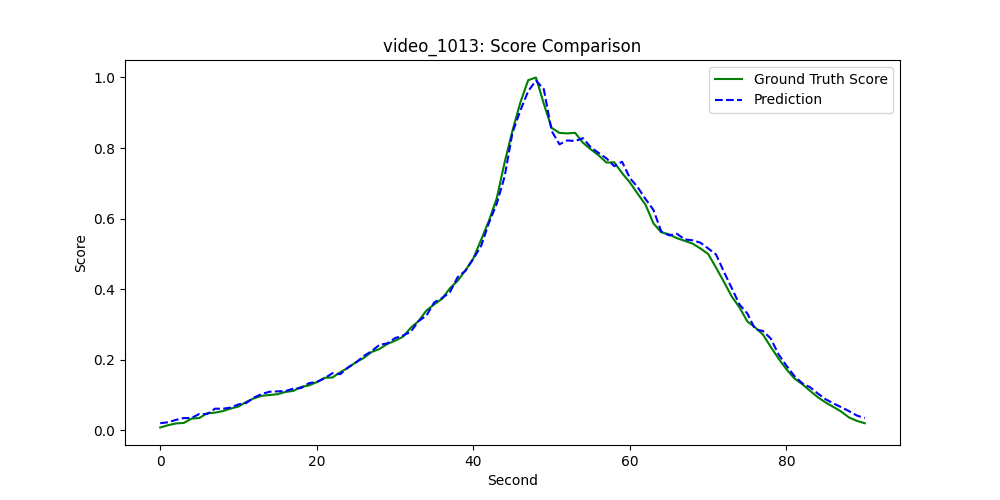 video_1013: Score Comparison
Ground Truth Score
Prediction
1.0
0.8
0.6
0.4
0.2
0.0
Score
0 20 40 60 80
Second